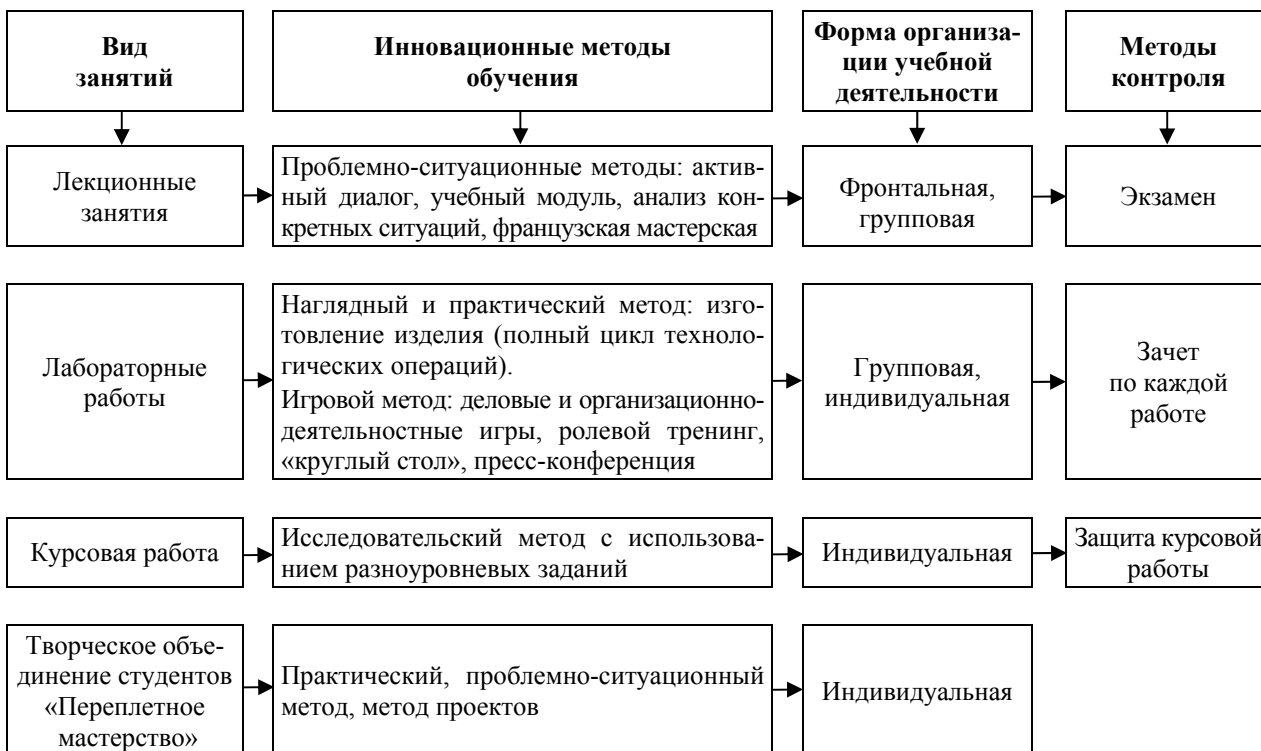 Вид
занятий
Инновационные методы
обучения
Форма организа-
ции учебной
деятельности
Методы
контроля
Лекционные
занятия
Проблемно-ситуационные методы: актив-
ный диалог, учебный модуль, анализ кон-
кретных ситуаций, французская мастерская
Фронтальная,
групповая
Экзамен
Лабораторные
работы
Наглядный и практический метод: изго-
товление изделия (полный цикл техноло-
гических операций).
Игровой метод: деловые и организационно-
деятельностные игры, ролевой тренинг,
«круглый стол», пресс-конференция
Групповая,
индивидуальная
Зачет
по каждой
работе
Курсовая работа
Исследовательский метод с использова-
нием разноуровневых заданий
Индивидуальная
Защита курсовой
работы
Творческое объе-
динение студентов
«Переплетное
мастерство»
Практический, проблемно-ситуационный
метод, метод проектов
Индивидуальная